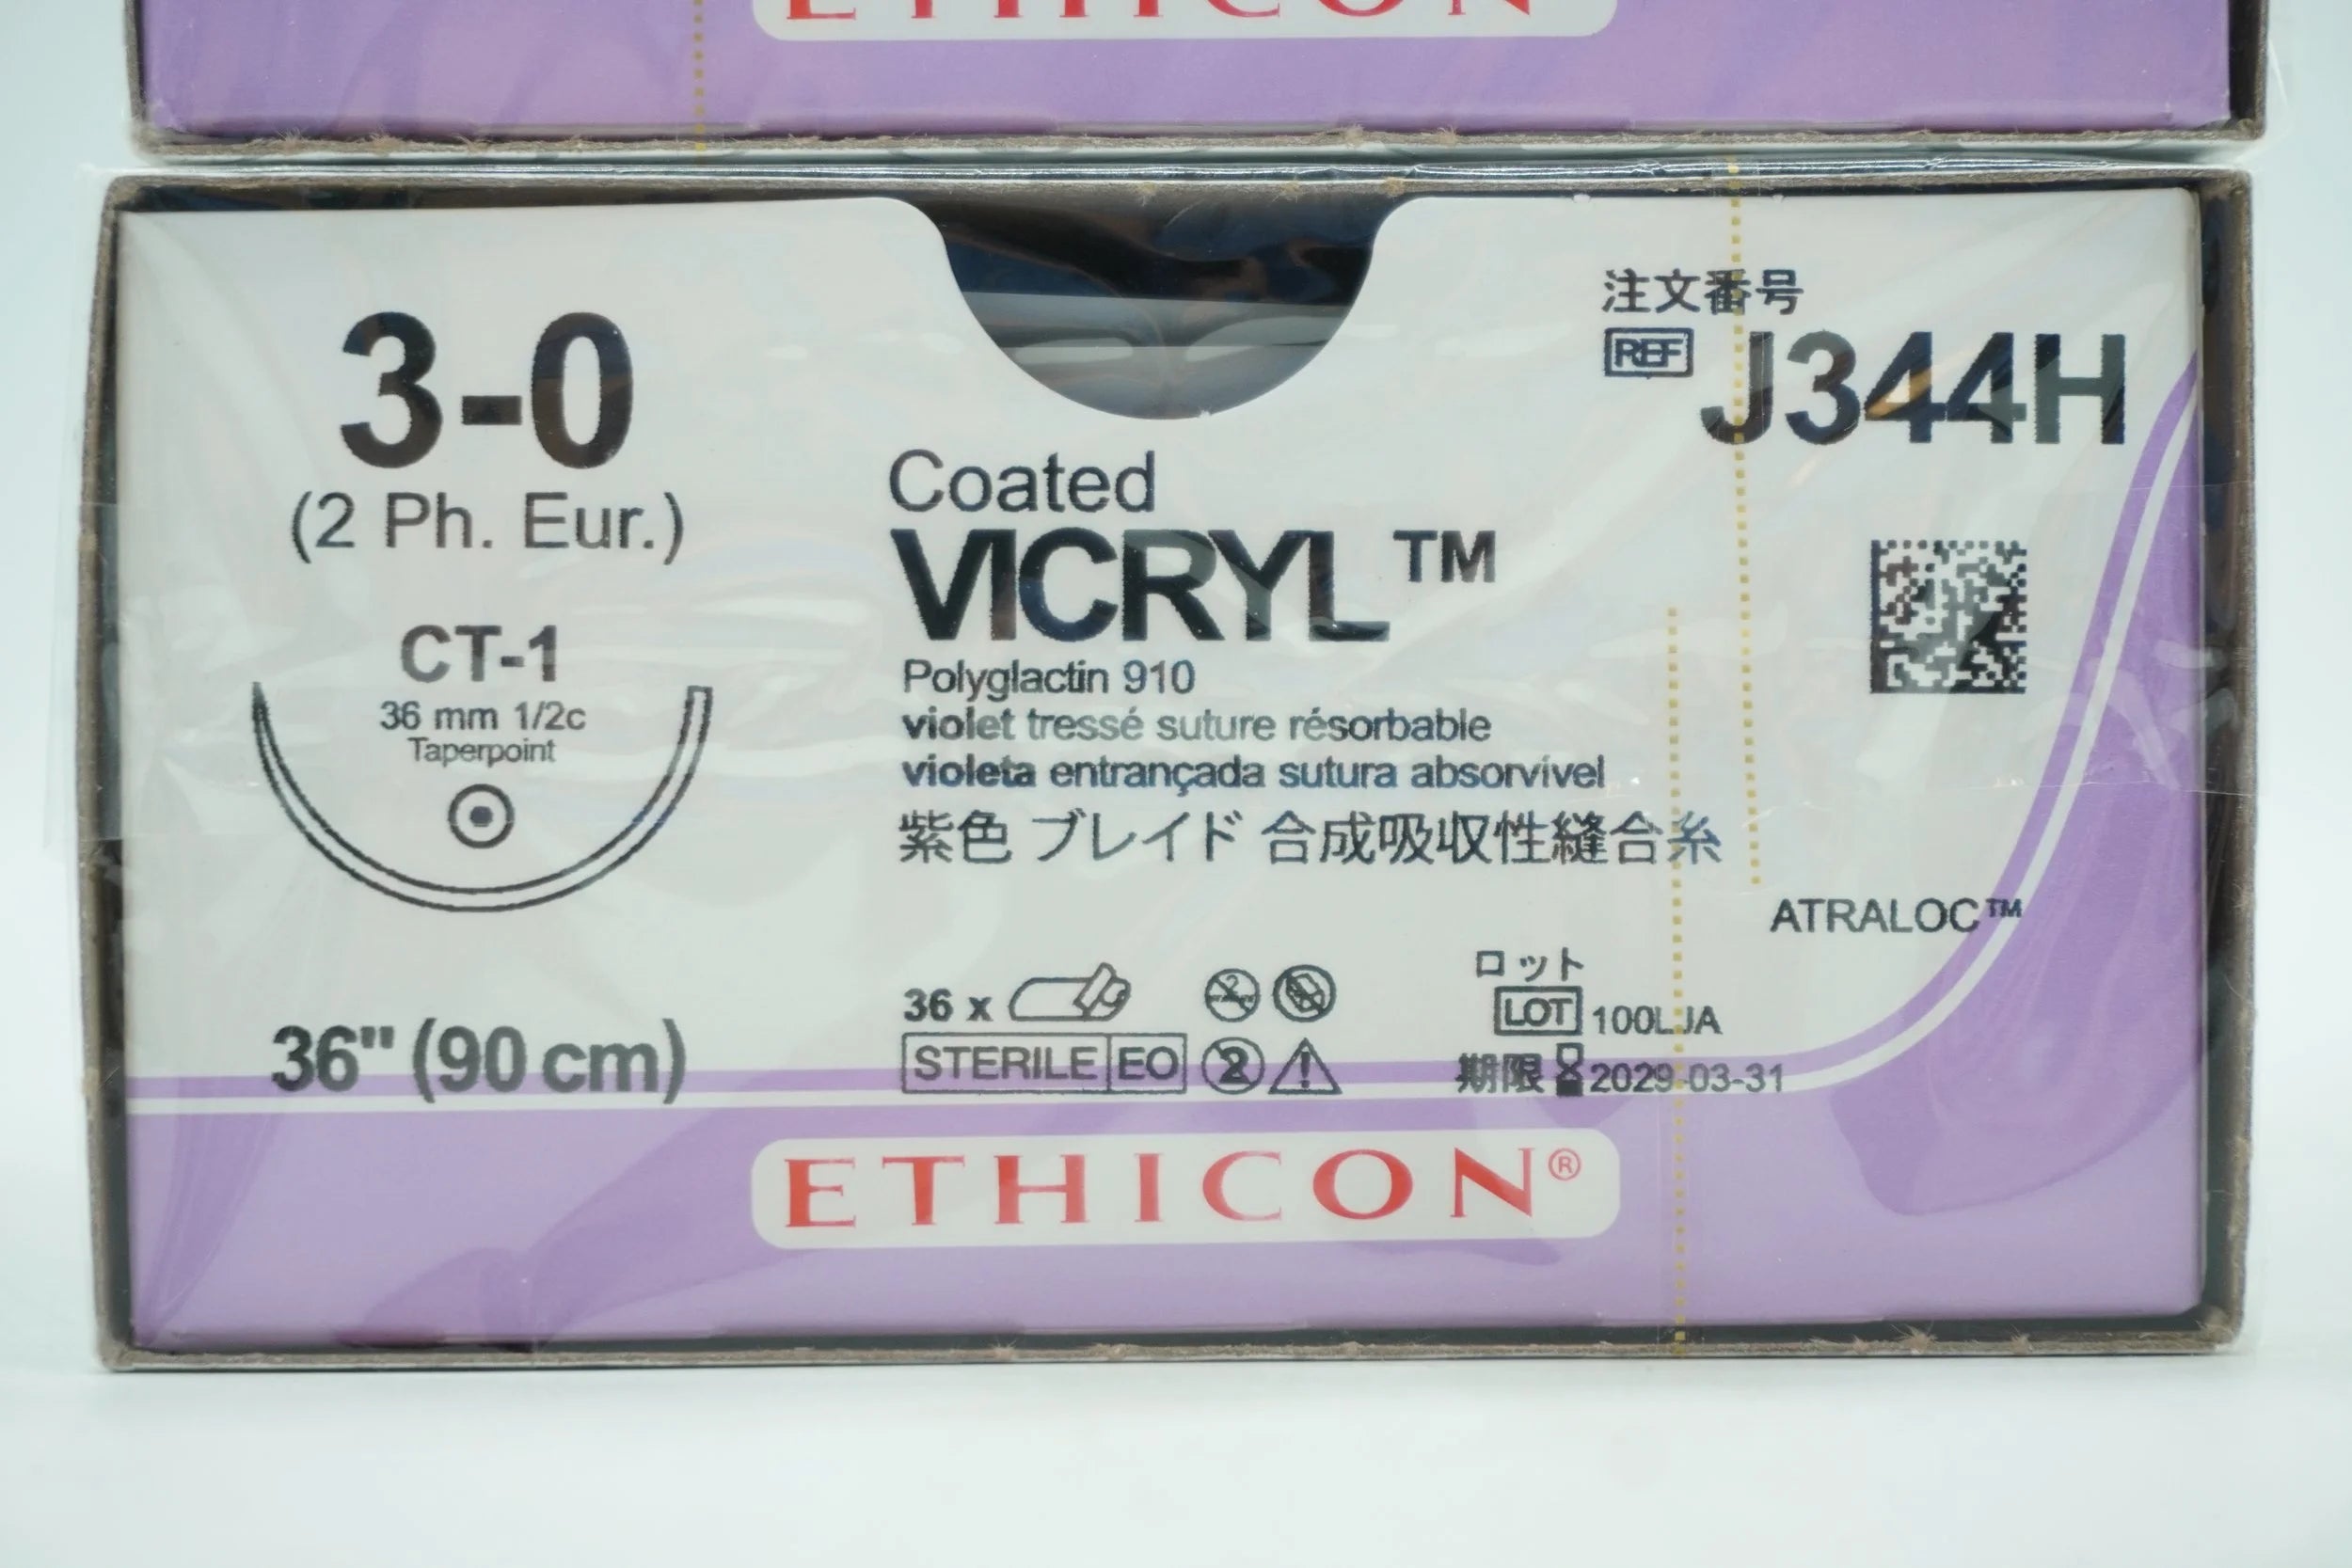 ETHICON
3-0
(2 Ph. Eur.)
CT-1
36 mm 1/2c
Taperpoint
36" (90 cm)
Coated
VICRYL™
Polyglactin 910
violet tressé suture résorbable
violeta entrançada sutura absorvível
紫色 ブレイド 合成吸収性縫合糸
36 x
STERILE EO
2
注文番号
REF J344H
ATRALOC™
ロット
LOT 100LJA
期限 2029-03-31
ETHICON®